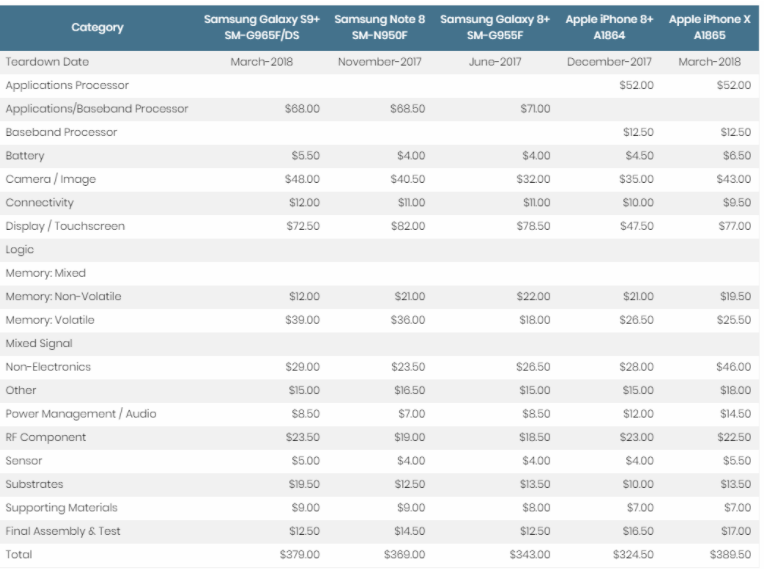 Category Samsung Galaxy S9+ SM-G965F/DS Samsung Note 8 SM-N950F Samsung Galaxy 8+ SM-G955F Apple iPhone 8+ A1864 Apple iPhone X A1865
Teardown Date March-2018 November-2017 June-2017 December-2017 March-2018
Applications Processor $52.00 $52.00
Applications/Baseband Processor $68.00 $68.50 $71.00
Baseband Processor $12.50 $12.50
Battery $5.50 $4.00 $4.00 $4.50 $6.50
Camera / Image $48.00 $40.50 $32.00 $35.00 $43.00
Connectivity $12.00 $11.00 $11.00 $10.00 $9.50
Display / Touchscreen $72.50 $82.00 $78.50 $47.50 $77.00
Logic
Memory: Mixed
Memory: Non-Volatile $12.00 $21.00 $22.00 $21.00 $19.50
Memory: Volatile $39.00 $36.00 $18.00 $26.50 $25.50
Mixed Signal
Non-Electronics $29.00 $23.50 $26.50 $28.00 $46.00
Other $15.00 $16.50 $15.00 $15.00 $18.00
Power Management / Audio $8.50 $7.00 $8.50 $12.00 $14.50
RF Component $23.50 $19.00 $18.50 $23.00 $22.50
Sensor $5.00 $4.00 $4.00 $4.00 $5.50
Substrates $19.50 $12.50 $13.50 $10.00 $13.50
Supporting Materials $9.00 $9.00 $8.00 $7.00 $7.00
Final Assembly & Test $12.50 $14.50 $12.50 $16.50 $17.00
Total $379.00 $369.00 $343.00 $324.50 $389.50